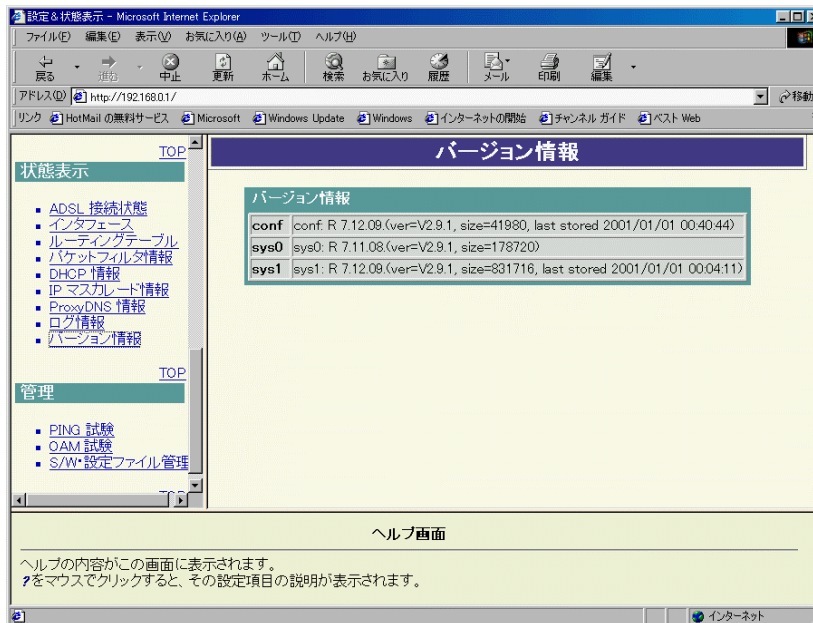 設定＆状態表示 - Microsoft Internet Explorer
ファイル(F) 編集(E) 表示(V) お気に入り(A) ツール(T) ヘルプ(H)
戻る 進む 中止 更新 ホーム 検索 お気に入り 履歴 メール 印刷 編集
アドレス(D) http://192.168.0.1/ 移動
リンク HotMail の無料サービス Microsoft Windows Update Windows インターネットの開始 チャンネル ガイド ベスト Web
TOP
状態表示
ADSL 接続状態
インタフェース
ルーティングテーブル
パケットフィルタ情報
DHCP 情報
IP マスカレード情報
ProxyDNS 情報
ログ情報
バージョン情報
TOP
管理
PING 試験
OAM 試験
S/W・設定ファイル管理
TOP
バージョン情報
バージョン情報
conf conf: R 7.12.09.(ver=V2.9.1, size=41980, last stored 2001/01/01 00:40:44)
sys0 sys0: R 7.11.08.(ver=V2.9.1, size=178720)
sys1 sys1: R 7.12.09.(ver=V2.9.1, size=831716, last stored 2001/01/01 00:04:11)
ヘルプ画面
ヘルプの内容がこの画面に表示されます。
?をマウスでクリックすると、その設定項目の説明が表示されます。
インターネット